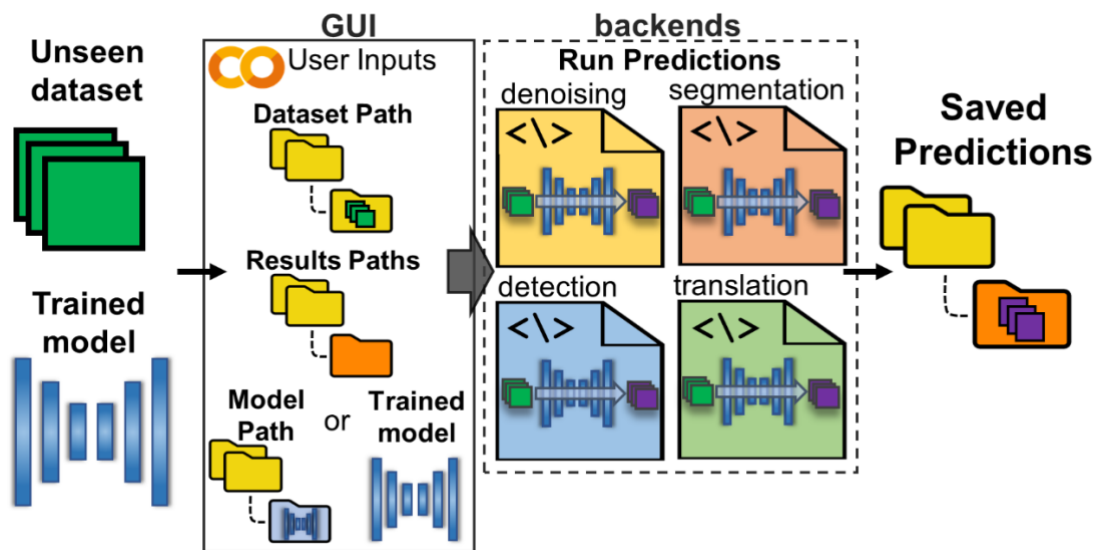 Unseen
dataset
Trained
model
GUI
User Inputs
Dataset Path
Results Paths
Model
Path
or
Trained
model
backends
Run Predictions
denoising
<\>
segmentation
<\>
detection
<\>
translation
<\>
Saved
Predictions